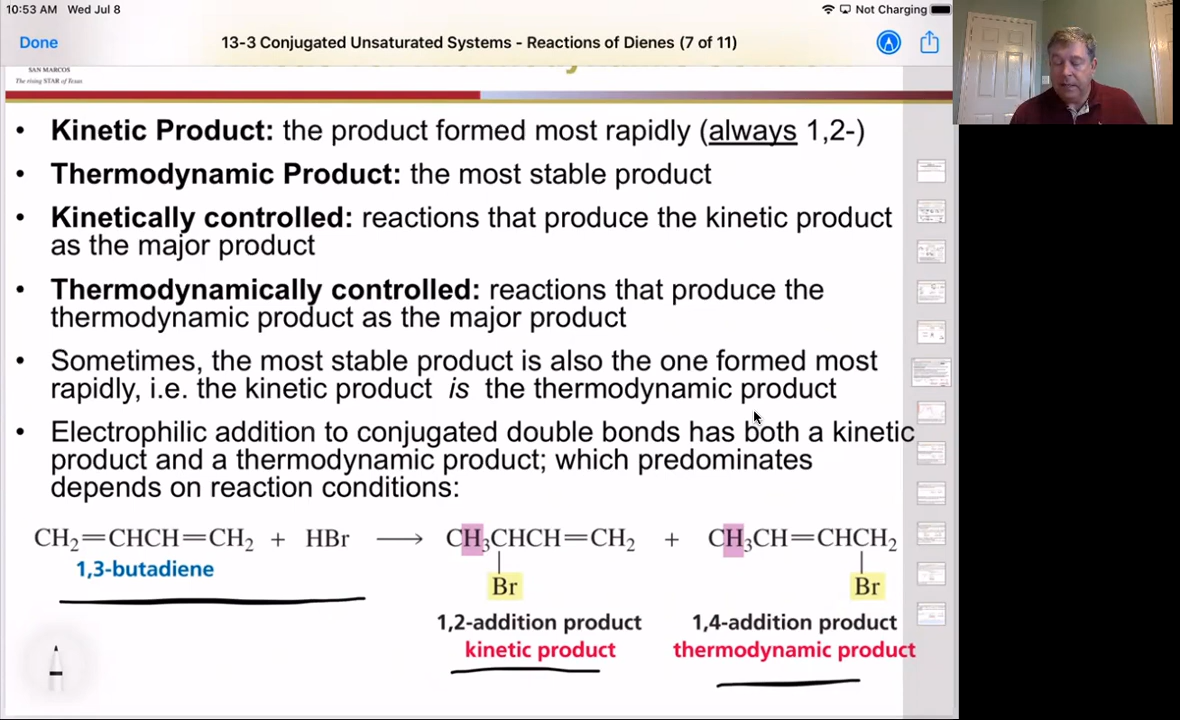 10:53 AM Wed Jul 8
Not Charging
Done
13-3 Conjugated Unsaturated Systems - Reactions of Dienes (7 of 11)
SAN MARCOS
The rising STAR of Texas
• Kinetic Product: the product formed most rapidly (always 1,2-)
• Thermodynamic Product: the most stable product
• Kinetically controlled: reactions that produce the kinetic product
as the major product
• Thermodynamically controlled: reactions that produce the
thermodynamic product as the major product
• Sometimes, the most stable product is also the one formed most
rapidly, i.e. the kinetic product is the thermodynamic product
• Electrophilic addition to conjugated double bonds has both a kinetic
product and a thermodynamic product; which predominates
depends on reaction conditions:
CH₂=CHCH=CH₂ + HBr → CH₃CHCH=CH₂ + CH₃CH=CHCH₂
1,3-butadiene
Br Br
1,2-addition product 1,4-addition product
kinetic product thermodynamic product